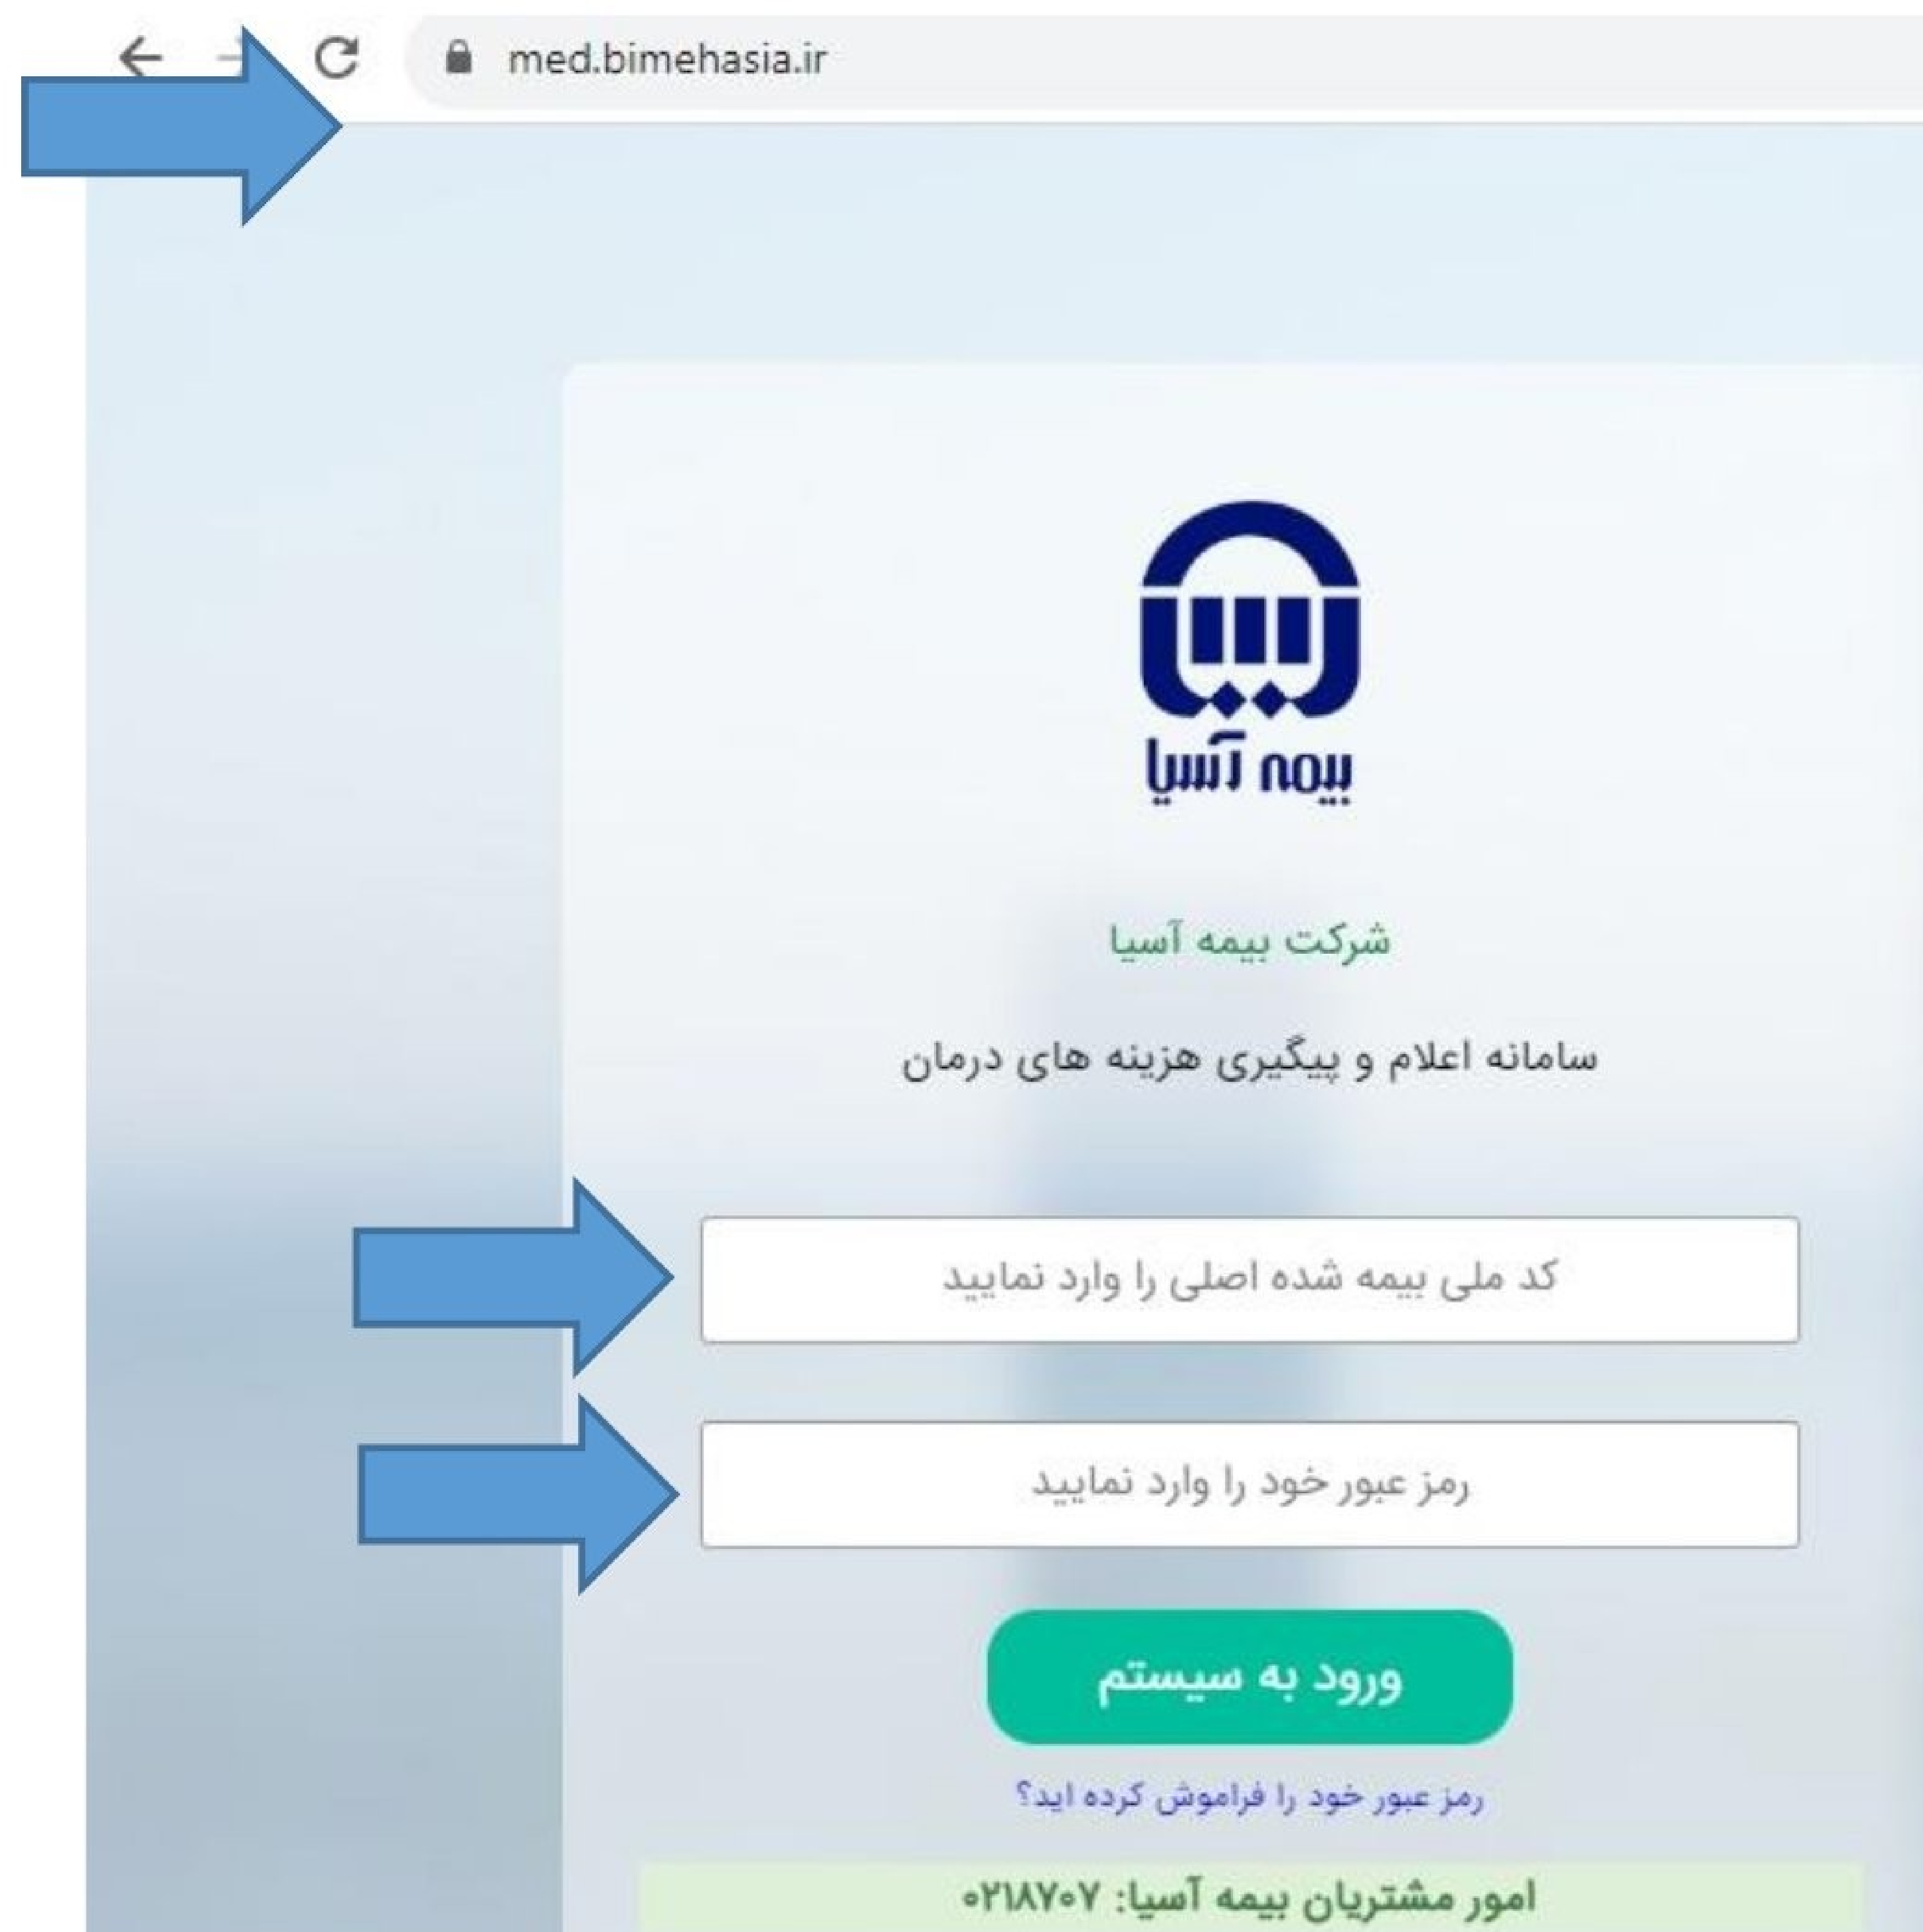 med.bimehasia.ir
بیمه آسیا
شرکت بیمه آسیا
سامانه اعلام و پیگیری هزینه های درمان
کد ملی بیمه شده اصلی را وارد نمایید
رمز عبور خود را وارد نمایید
ورود به سیستم
رمز عبور خود را فراموش کرده اید؟
امور مشتریان بیمه آسیا: ۰۲۱۸۷۰۷